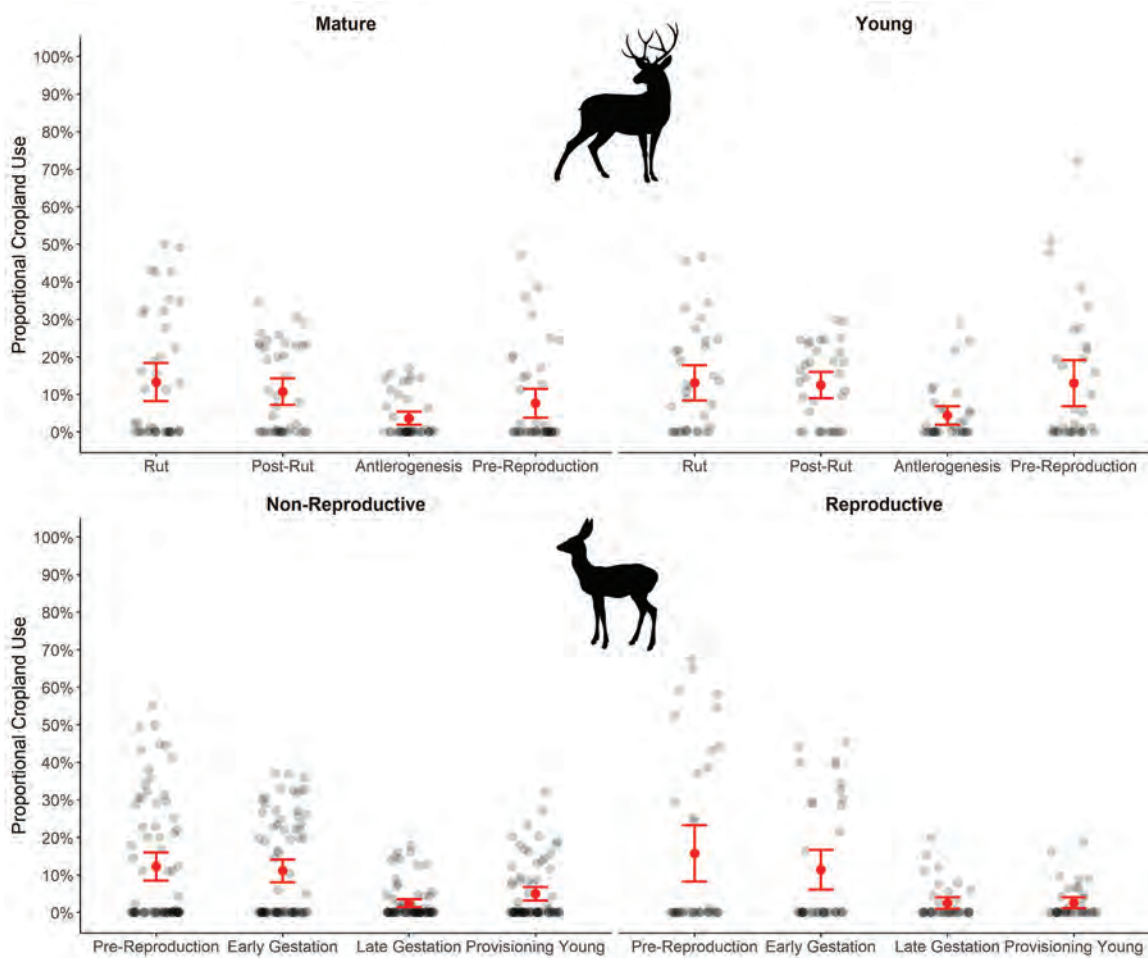 Mature
Young
Proportional Cropland Use
100%
90%
80%
70%
60%
50%
40%
30%
20%
10%
0%
Rut
Post-Rut
Antlerogenesis
Pre-Reproduction
Rut
Post-Rut
Antlerogenesis
Pre-Reproduction
Non-Reproductive
Reproductive
Proportional Cropland Use
100%
90%
80%
70%
60%
50%
40%
30%
20%
10%
0%
Pre-Reproduction
Early Gestation
Late Gestation
Provisioning Young
Pre-Reproduction
Early Gestation
Late Gestation
Provisioning Young